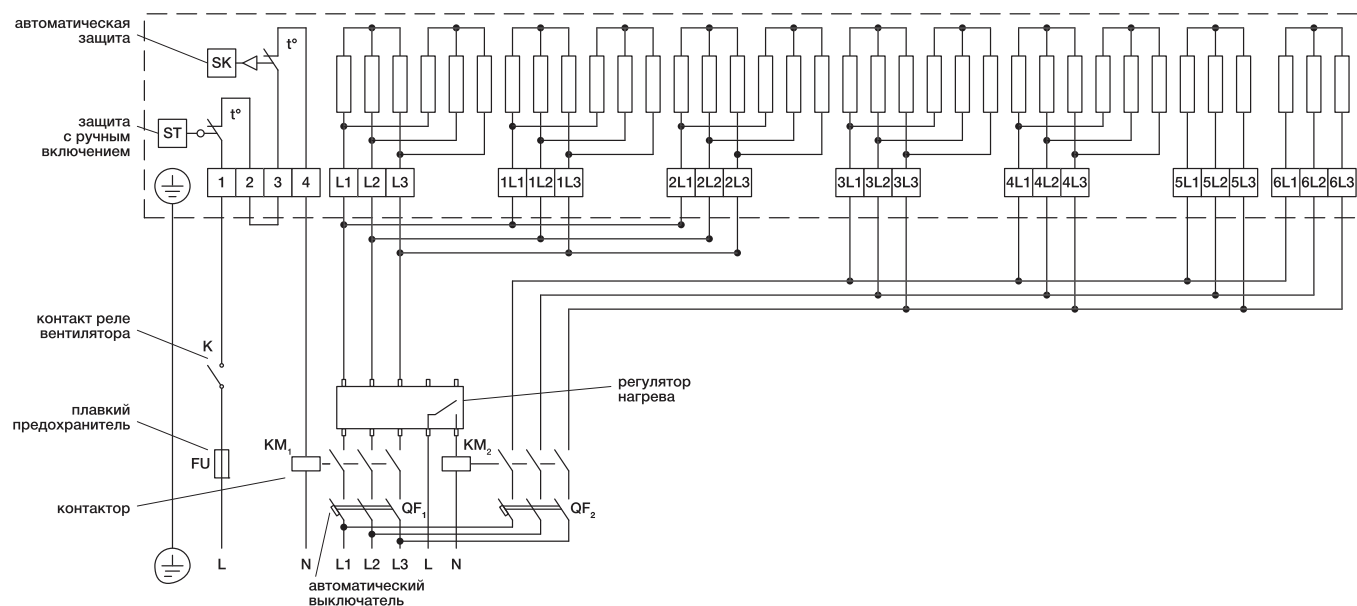 автоматическая
защита
SK
t°
защита
с ручным
включением
ST
t°
1 2 3 4
L1 L2 L3
1L1 1L2 1L3
2L1 2L2 2L3
3L1 3L2 3L3
4L1 4L2 4L3
5L1 5L2 5L3
6L1 6L2 6L3
контакт реле
вентилятора
K
регулятор
нагрева
плавкий
предохранитель
FU
KM₁
KM₂
контактор
QF₁
QF₂
L N L1 L2 L3 L N
автоматический
выключатель